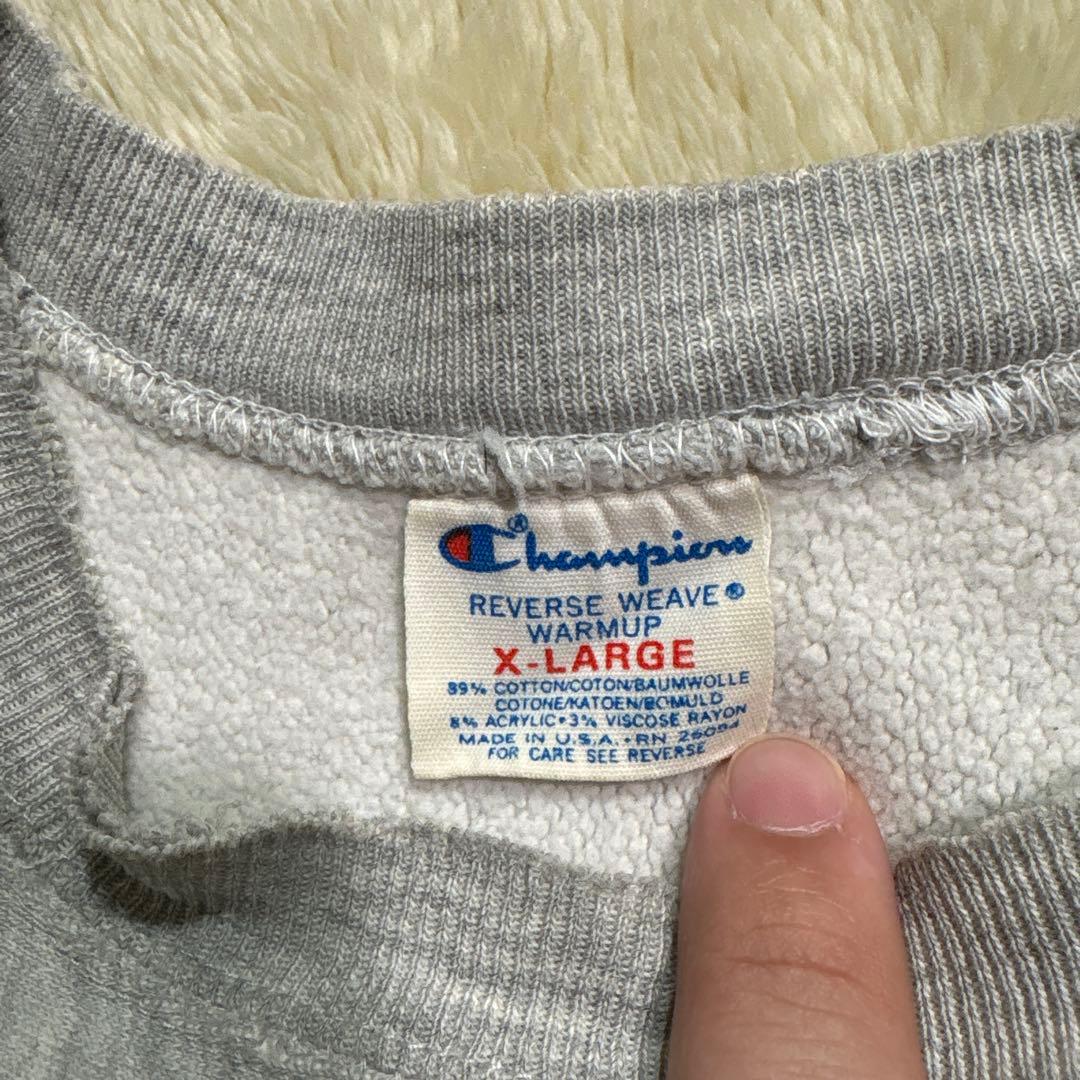 Champion®
REVERSE WEAVE®
WARMUP
X-LARGE
89% COTTON/COTON/BAUMWOLLE
COTONE/KATOEN/BOMULD
8% ACRYLIC•3% VISCOSE RAYON
MADE IN U.S.A. • RN 26094
FOR CARE SEE REVERSE